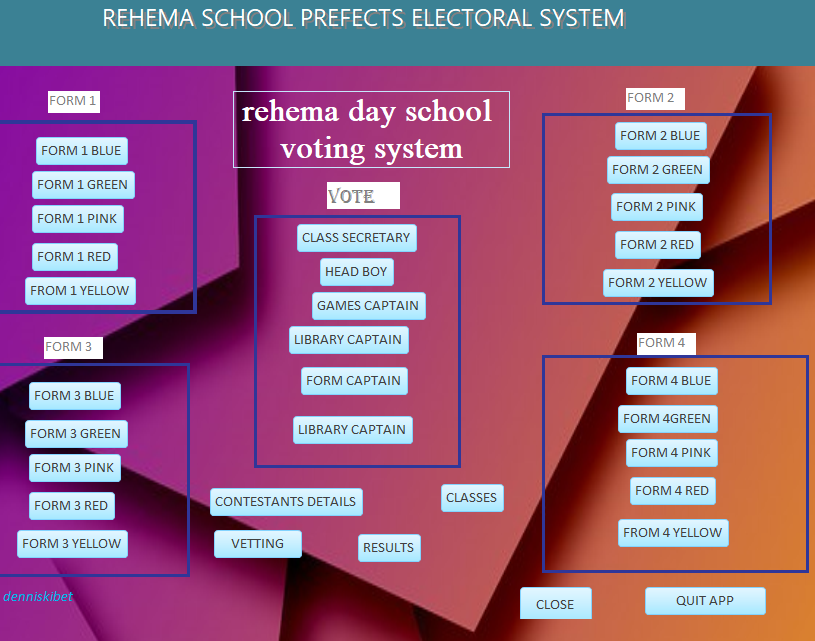 REHEMA SCHOOL PREFECTS ELECTORAL SYSTEM
rehema day school
voting system
FORM 1
FORM 1 BLUE
FORM 1 GREEN
FORM 1 PINK
FORM 1 RED
FROM 1 YELLOW
VOTE
CLASS SECRETARY
HEAD BOY
GAMES CAPTAIN
LIBRARY CAPTAIN
FORM CAPTAIN
LIBRARY CAPTAIN
FORM 2
FORM 2 BLUE
FORM 2 GREEN
FORM 2 PINK
FORM 2 RED
FORM 2 YELLOW
FORM 3
FORM 3 BLUE
FORM 3 GREEN
FORM 3 PINK
FORM 3 RED
FORM 3 YELLOW
FORM 4
FORM 4 BLUE
FORM 4GREEN
FORM 4 PINK
FORM 4 RED
FROM 4 YELLOW
CONTESTANTS DETAILS
CLASSES
VETTING
RESULTS
denniskibet
CLOSE
QUIT APP